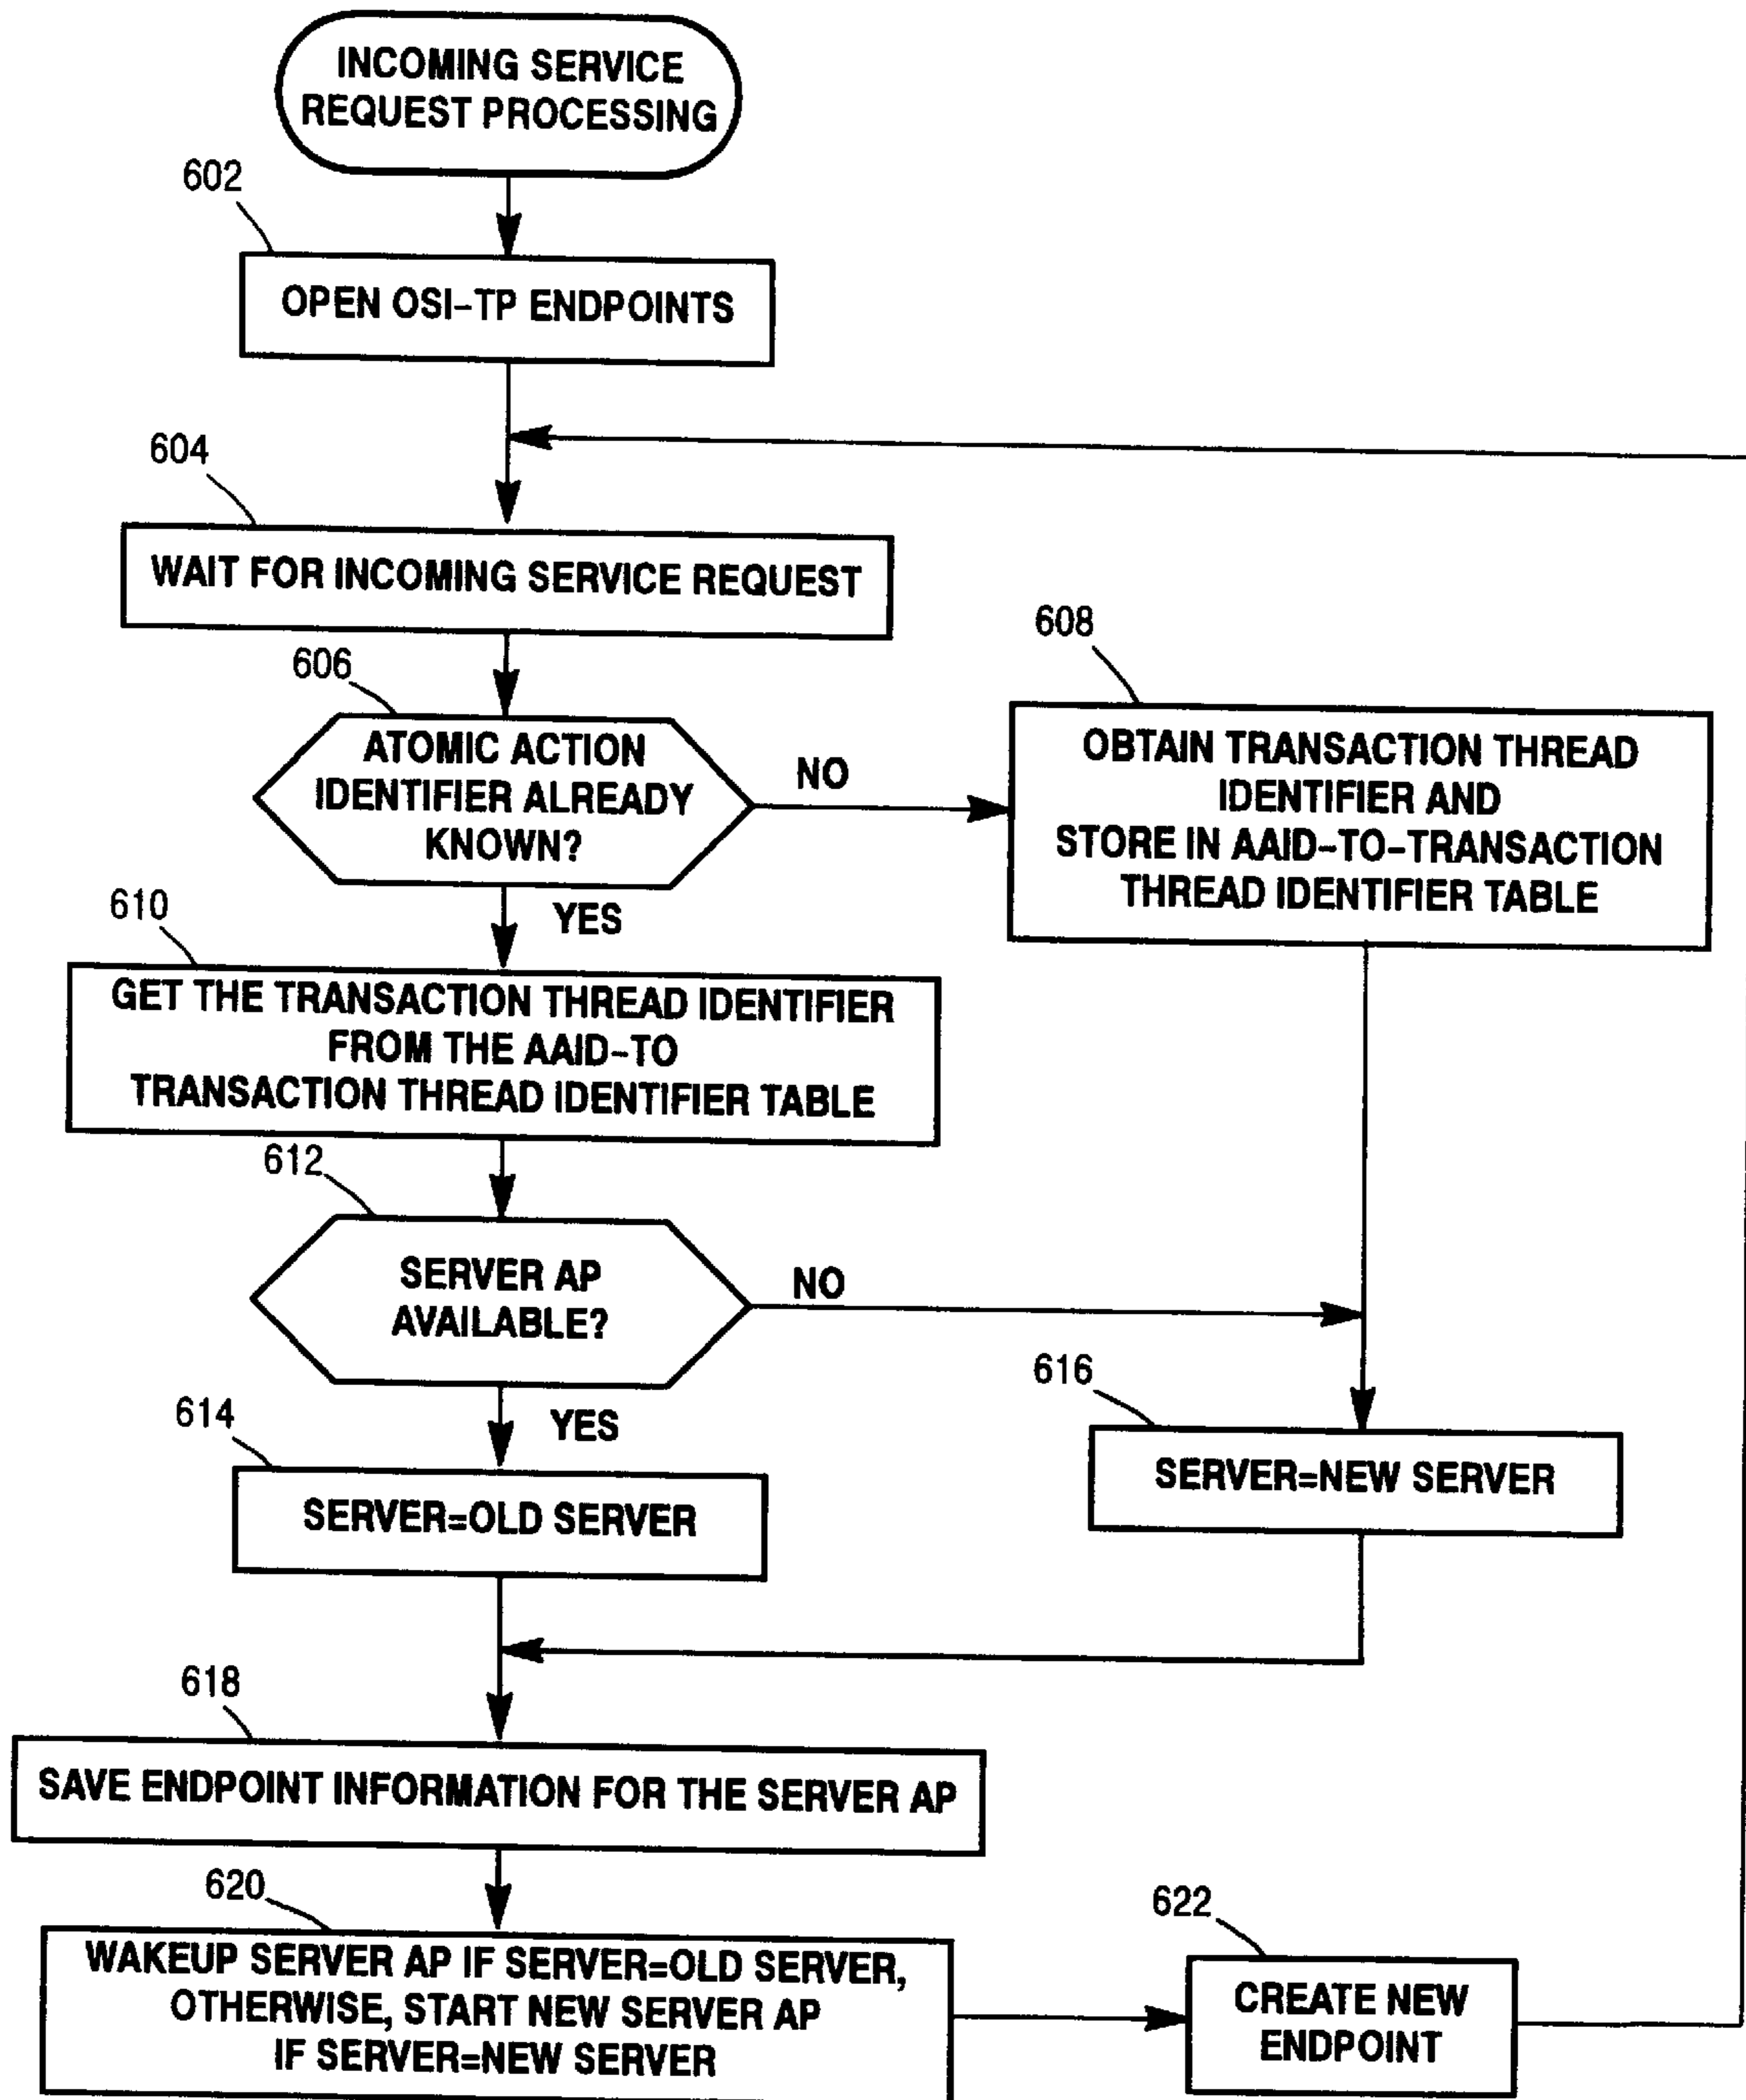 INCOMING SERVICE
REQUEST PROCESSING
602
OPEN OSI-TP ENDPOINTS
604
WAIT FOR INCOMING SERVICE REQUEST
606
ATOMIC ACTION
IDENTIFIER ALREADY
KNOWN?
NO
608
OBTAIN TRANSACTION THREAD
IDENTIFIER AND
STORE IN AAID-TO-TRANSACTION
THREAD IDENTIFIER TABLE
YES
610
GET THE TRANSACTION THREAD IDENTIFIER
FROM THE AAID-TO
TRANSACTION THREAD IDENTIFIER TABLE
612
SERVER AP
AVAILABLE?
NO
616
SERVER=NEW SERVER
YES
614
SERVER=OLD SERVER
618
SAVE ENDPOINT INFORMATION FOR THE SERVER AP
620
WAKEUP SERVER AP IF SERVER=OLD SERVER,
OTHERWISE, START NEW SERVER AP
IF SERVER=NEW SERVER
622
CREATE NEW
ENDPOINT